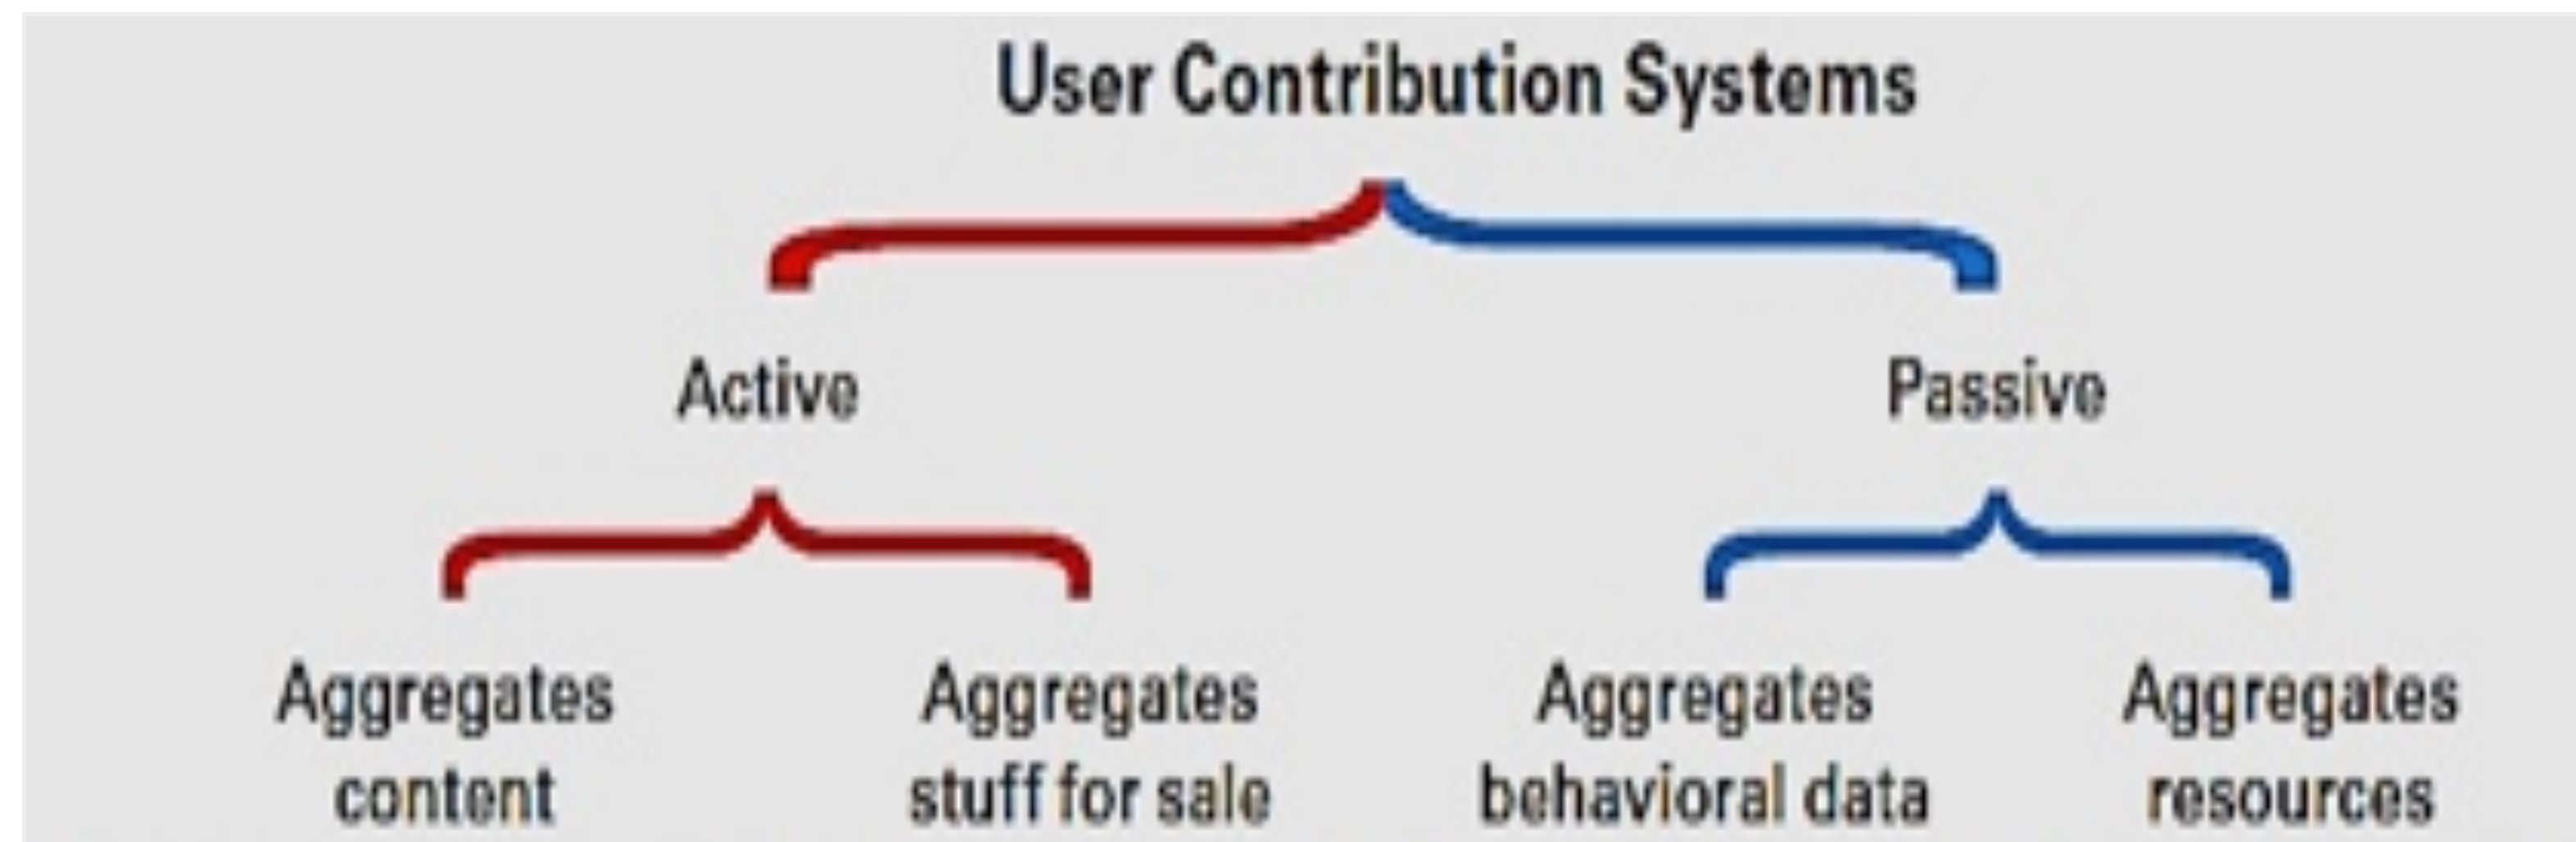 User Contribution Systems
Active
Passive
Aggregates
content
Aggregates
stuff for sale
Aggregates
behavioral data
Aggregates
resources